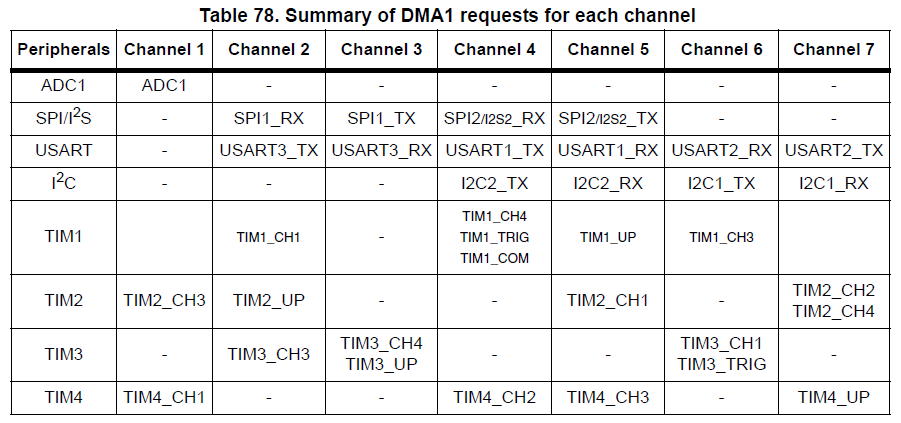 Table 78. Summary of DMA1 requests for each channel
Peripherals Channel 1 Channel 2 Channel 3 Channel 4 Channel 5 Channel 6 Channel 7
ADC1 ADC1 - - - - - -
SPI/I²S - SPI1_RX SPI1_TX SPI2/I2S2_RX SPI2/I2S2_TX - -
USART - USART3_TX USART3_RX USART1_TX USART1_RX USART2_RX USART2_TX
I²C - - - I2C2_TX I2C2_RX I2C1_TX I2C1_RX
TIM1 TIM1_CH1 - TIM1_CH4 TIM1_TRIG TIM1_COM TIM1_UP TIM1_CH3
TIM2 TIM2_CH3 TIM2_UP - - TIM2_CH1 - TIM2_CH2 TIM2_CH4
TIM3 - TIM3_CH3 TIM3_CH4 TIM3_UP - - TIM3_CH1 TIM3_TRIG -
TIM4 TIM4_CH1 - - TIM4_CH2 TIM4_CH3 - TIM4_UP